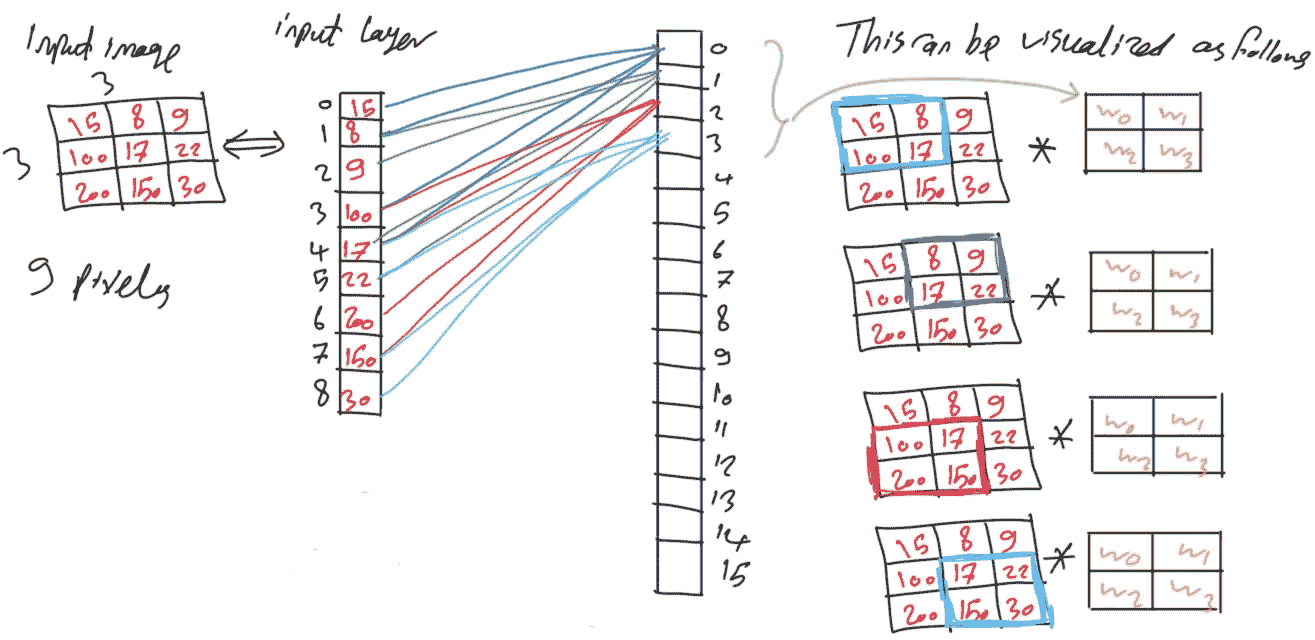 Input image
3
3
15 8 9
100 17 22
200 150 30
9 pixels
input layer
0 15
1 8
2 9
3 100
4 17
5 22
6 200
7 150
8 30
0
1
2
3
4
5
6
7
8
9
10
11
12
13
14
15
This can be visualized as follows
15 8 9
100 17 22
200 150 30
*
w0 w1
w2 w3
15 8 9
100 17 22
200 150 30
*
w0 w1
w2 w3
15 8 9
100 17 22
200 150 30
*
w0 w1
w2 w3
15 8 9
100 17 22
200 150 30
*
w0 w1
w2 w3